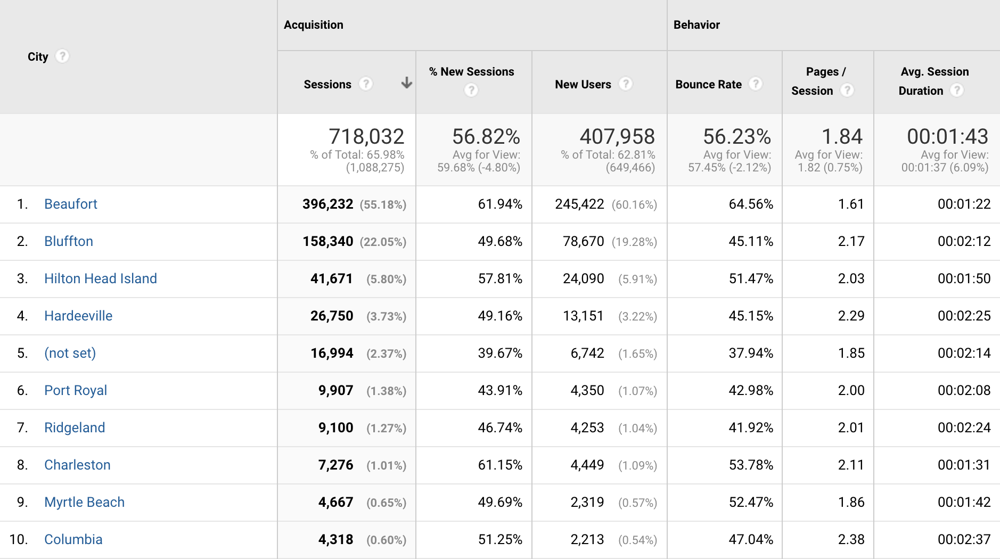 Acquisition
Behavior
City ?
Sessions ?
% New Sessions
?
New Users ?
Bounce Rate ?
Pages /
Session ?
Avg. Session
Duration ?
718,032
% of Total: 65.98%
(1,088,275)
56.82%
Avg for View:
59.68% (-4.80%)
407,958
% of Total: 62.81%
(649,466)
56.23%
Avg for View:
57.45% (-2.12%)
1.84
Avg for View:
1.82 (0.75%)
00:01:43
Avg for View:
00:01:37 (6.09%)
1. Beaufort 396,232 (55.18%) 61.94% 245,422 (60.16%) 64.56% 1.61 00:01:22
2. Bluffton 158,340 (22.05%) 49.68% 78,670 (19.28%) 45.11% 2.17 00:02:12
3. Hilton Head Island 41,671 (5.80%) 57.81% 24,090 (5.91%) 51.47% 2.03 00:01:50
4. Hardeeville 26,750 (3.73%) 49.16% 13,151 (3.22%) 45.15% 2.29 00:02:25
5. (not set) 16,994 (2.37%) 39.67% 6,742 (1.65%) 37.94% 1.85 00:02:14
6. Port Royal 9,907 (1.38%) 43.91% 4,350 (1.07%) 42.98% 2.00 00:02:08
7. Ridgeland 9,100 (1.27%) 46.74% 4,253 (1.04%) 41.92% 2.01 00:02:24
8. Charleston 7,276 (1.01%) 61.15% 4,449 (1.09%) 53.78% 2.11 00:01:31
9. Myrtle Beach 4,667 (0.65%) 49.69% 2,319 (0.57%) 52.47% 1.86 00:01:42
10. Columbia 4,318 (0.60%) 51.25% 2,213 (0.54%) 47.04% 2.38 00:02:37